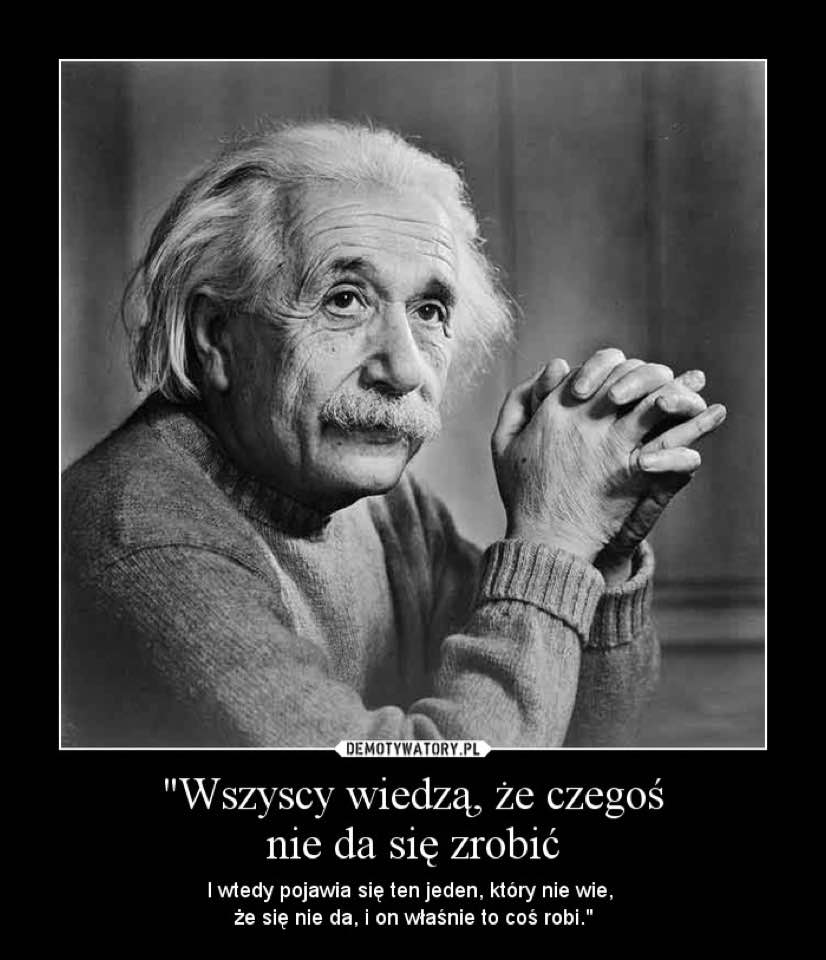 DEMOTYWATORY.PL
"Wszyscy wiedzą, że czegoś
nie da się zrobić
I wtedy pojawia się ten jeden, który nie wie,
że się nie da, i on właśnie to coś robi."